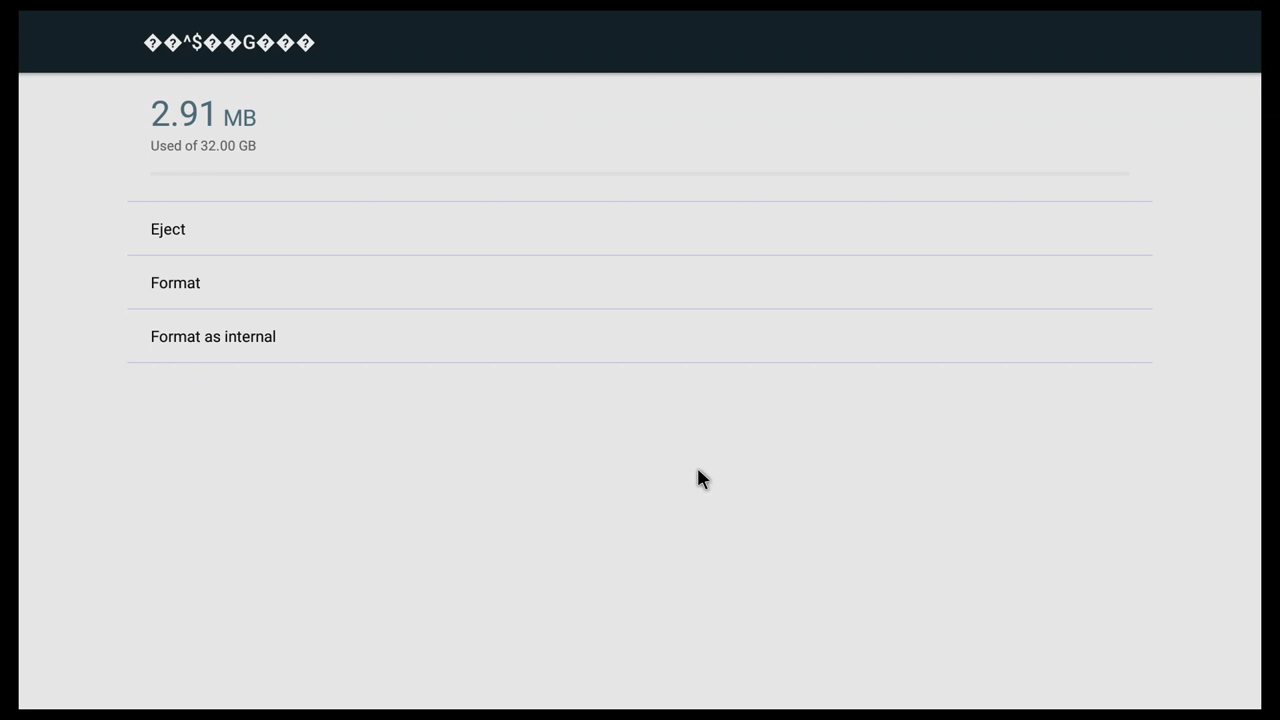 ��^$��G���
2.91 MB
Used of 32.00 GB
Eject
Format
Format as internal